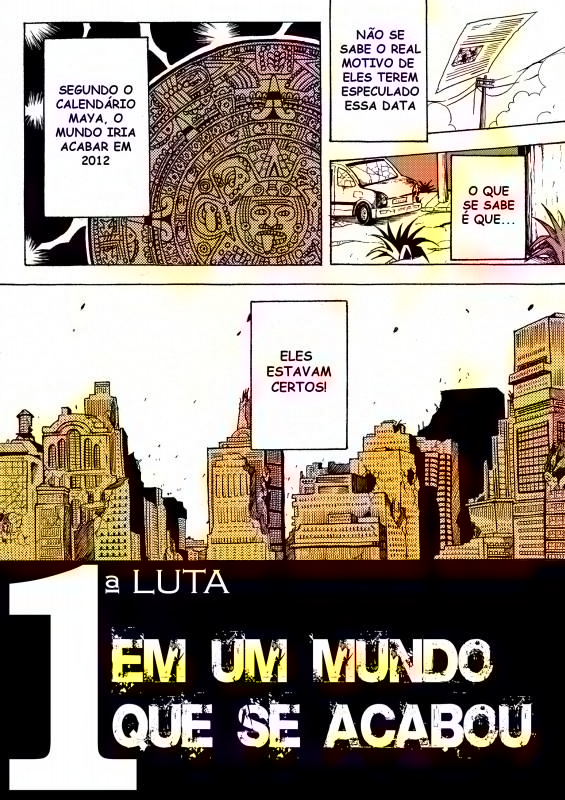 SEGUNDO O
CALENDÁRIO
MAYA, O
MUNDO IRIA
ACABAR EM
2012
NÃO SE
SABE O REAL
MOTIVO DE
ELES TEREM
ESPECULADO
ESSA DATA
O QUE
SE SABE
É QUE...
ELES
ESTAVAM
CERTOS!
1ª LUTA
EM UM MUNDO
QUE SE ACABOU